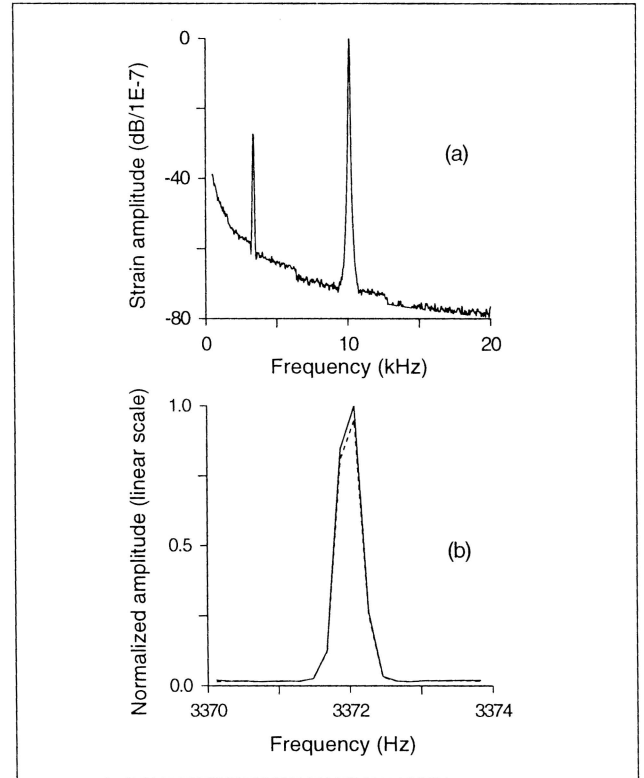 Strain amplitude (dB/1E-7)
0
-40
-80
(a)
0
10
20
Frequency (kHz)
Normalized amplitude (linear scale)
1.0
0.5
0.0
(b)
3370
3372
3374
Frequency (Hz)